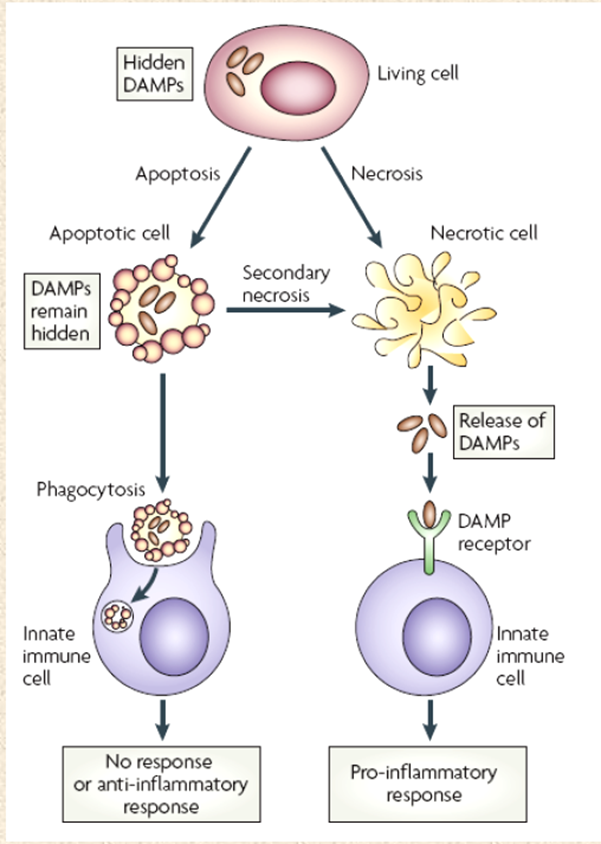 Hidden
DAMPs
Living cell
Apoptosis
Necrosis
Apoptotic cell
Necrotic cell
DAMPs
remain
hidden
Secondary
necrosis
Release of
DAMPs
Phagocytosis
DAMP
receptor
Innate
immune
cell
Innate
immune
cell
No response
or anti-inflammatory
response
Pro-inflammatory
response